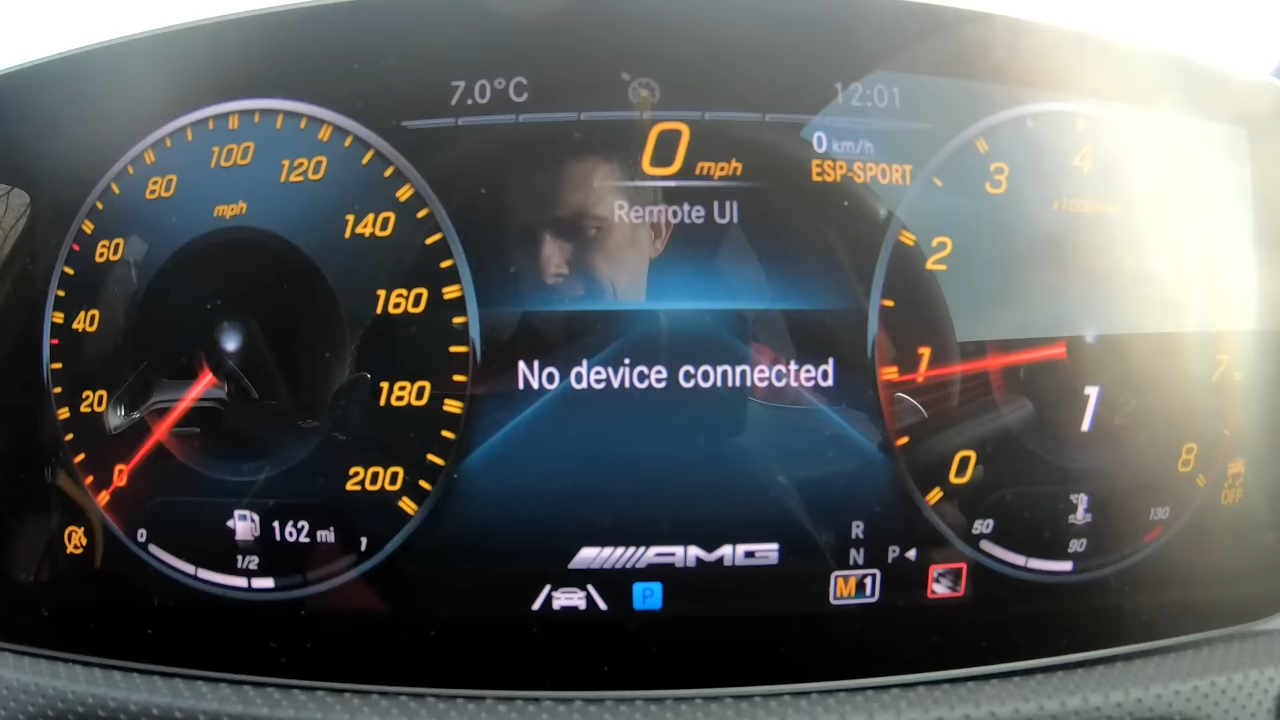 7.0°C
12:01
0 mph
0 km/h
ESP-SPORT
Remote UI
No device connected
0
20
40
60
80
100
120
140
160
180
200
mph
0
1/2
1
162 mi
0
1
2
3
4
7
8
1
50
90
130
°C
AMG
P
R
N
P
M 1
OFF